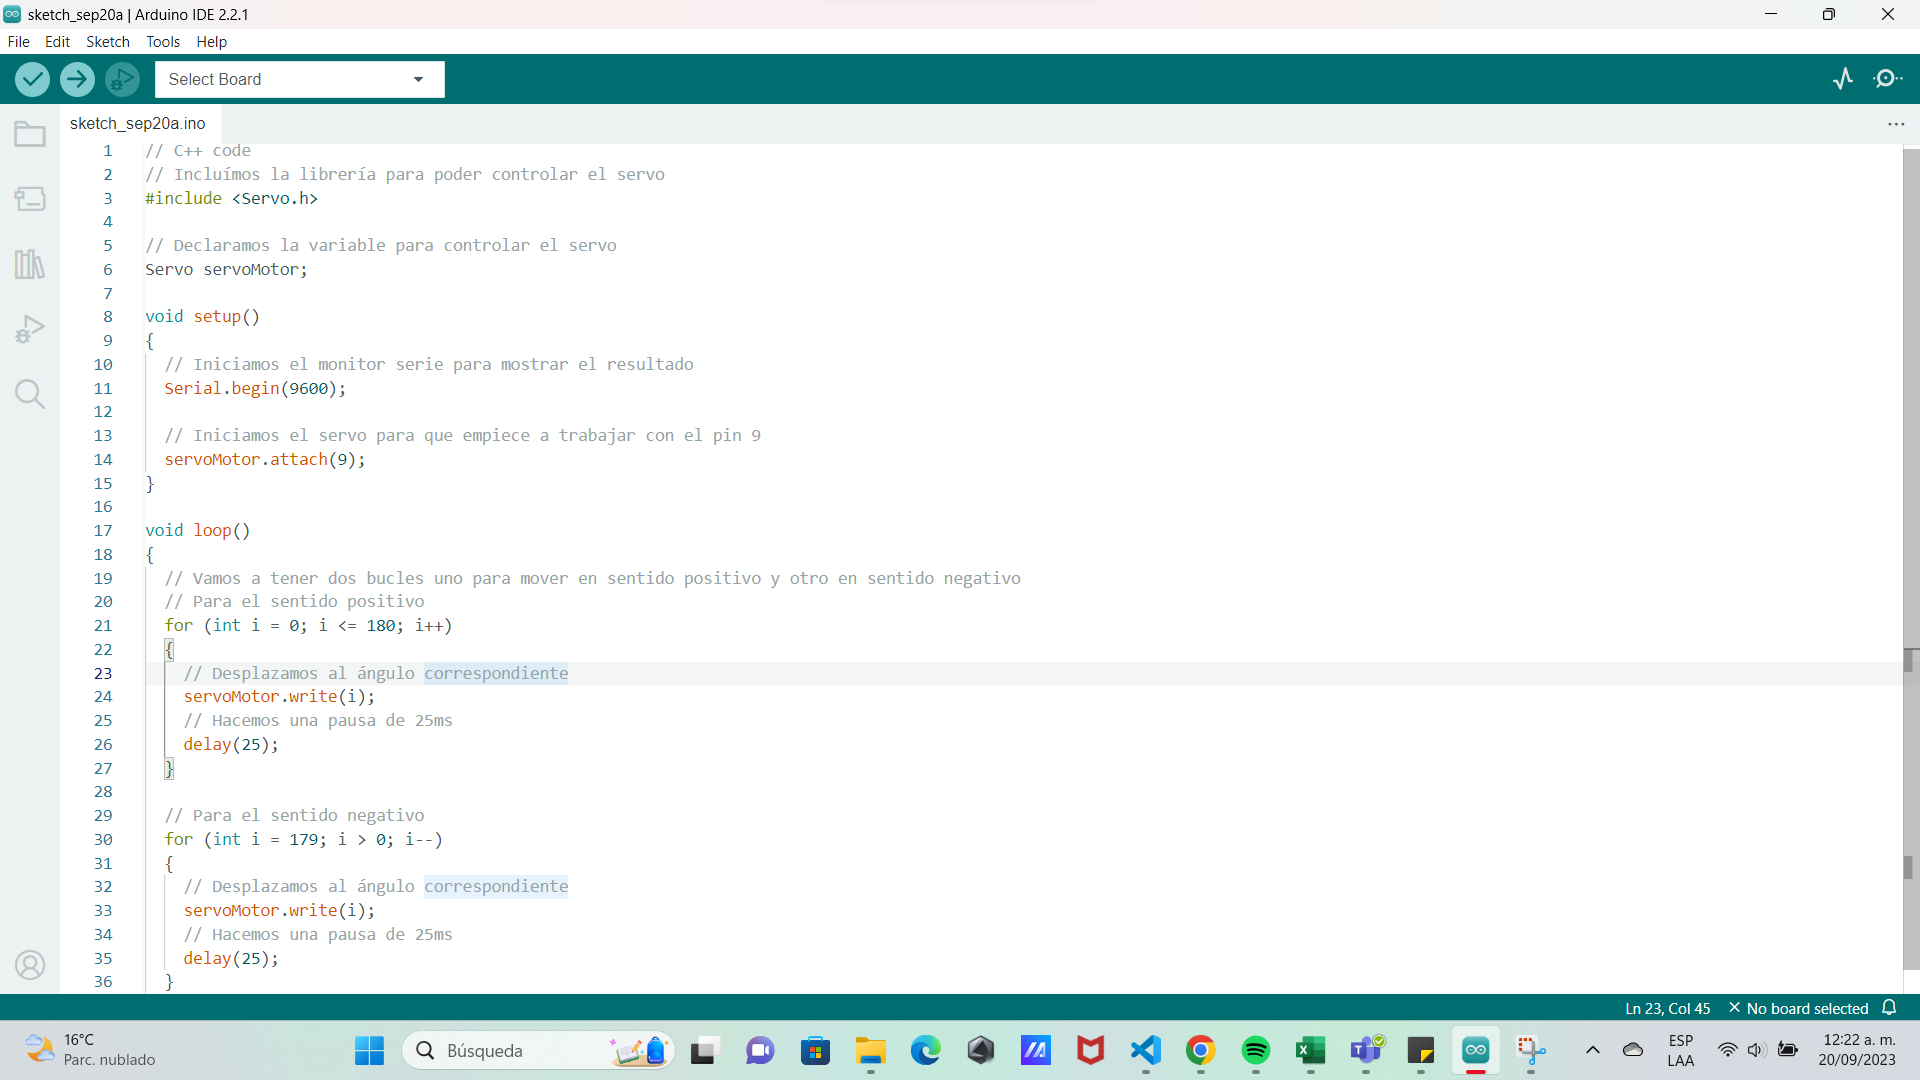 sketch_sep20a | Arduino IDE 2.2.1
File Edit Sketch Tools Help
Select Board
sketch_sep20a.ino
1 // C++ code
2 // Incluímos la librería para poder controlar el servo
3 #include <Servo.h>
4
5 // Declaramos la variable para controlar el servo
6 Servo servoMotor;
7
8 void setup()
9 {
10 // Iniciamos el monitor serie para mostrar el resultado
11 Serial.begin(9600);
12
13 // Iniciamos el servo para que empiece a trabajar con el pin 9
14 servoMotor.attach(9);
15 }
16
17 void loop()
18 {
19 // Vamos a tener dos bucles uno para mover en sentido positivo y otro en sentido negativo
20 // Para el sentido positivo
21 for (int i = 0; i <= 180; i++)
22 {
23 // Desplazamos al ángulo correspondiente
24 servoMotor.write(i);
25 // Hacemos una pausa de 25ms
26 delay(25);
27 }
28
29 // Para el sentido negativo
30 for (int i = 179; i > 0; i--)
31 {
32 // Desplazamos al ángulo correspondiente
33 servoMotor.write(i);
34 // Hacemos una pausa de 25ms
35 delay(25);
36 }
Ln 23, Col 45 No board selected
16°C
Parc. nublado
Búsqueda
ESP
LAA
12:22 a. m.
20/09/2023